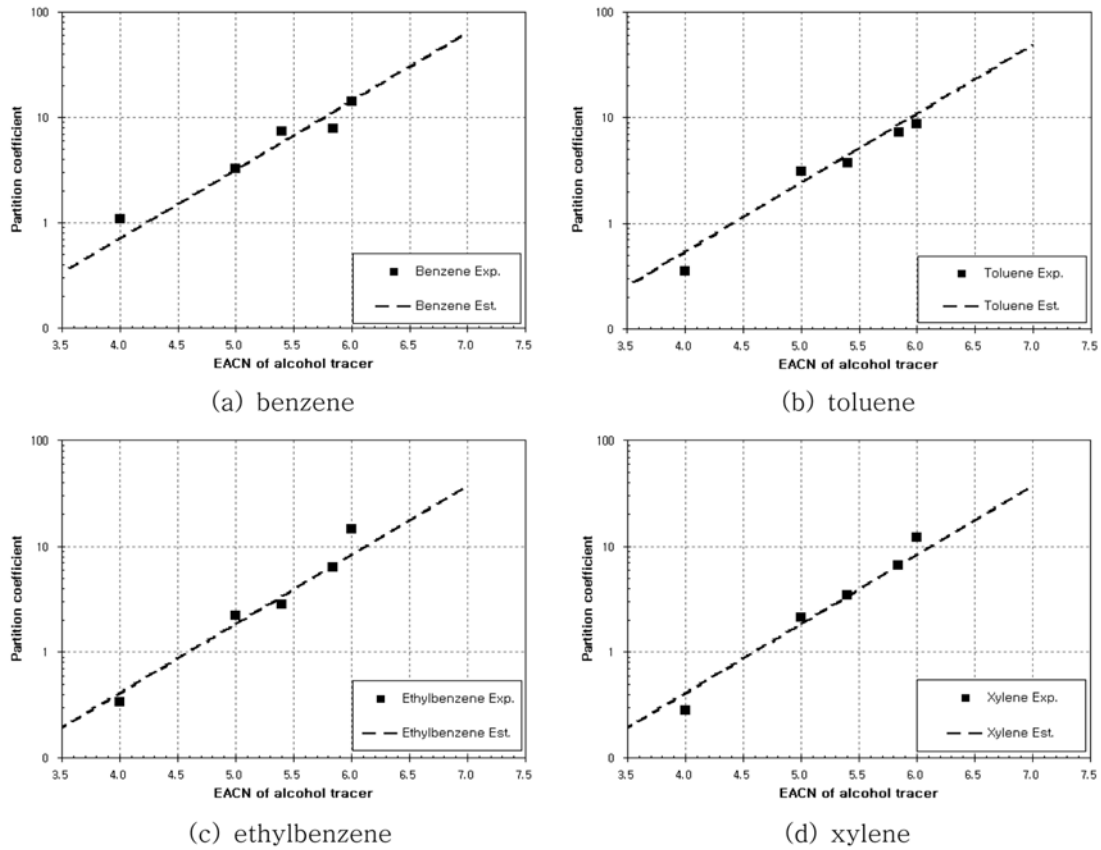 100
10
1
0
Partition coefficient
Benzene Exp.
Benzene Est.
3.5 4.0 4.5 5.0 5.5 6.0 6.5 7.0 7.5
EACN of alcohol tracer
(a) benzene
100
10
1
0
Partition coefficient
Toluene Exp.
Toluene Est.
3.5 4.0 4.5 5.0 5.5 6.0 6.5 7.0 7.5
EACN of alcohol tracer
(b) toluene
100
10
1
0
Partition coefficient
Ethylbenzene Exp.
Ethylbenzene Est.
3.5 4.0 4.5 5.0 5.5 6.0 6.5 7.0 7.5
EACN of alcohol tracer
(c) ethylbenzene
100
10
1
0
Partition coefficient
Xylene Exp.
Xylene Est.
3.5 4.0 4.5 5.0 5.5 6.0 6.5 7.0 7.5
EACN of alcohol tracer
(d) xylene